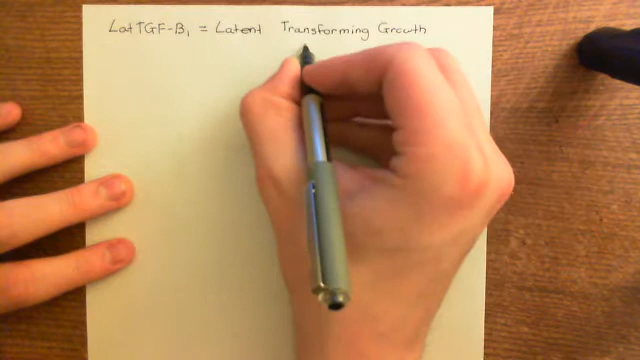 LatTGF-B₁ = Latent Transforming Growth